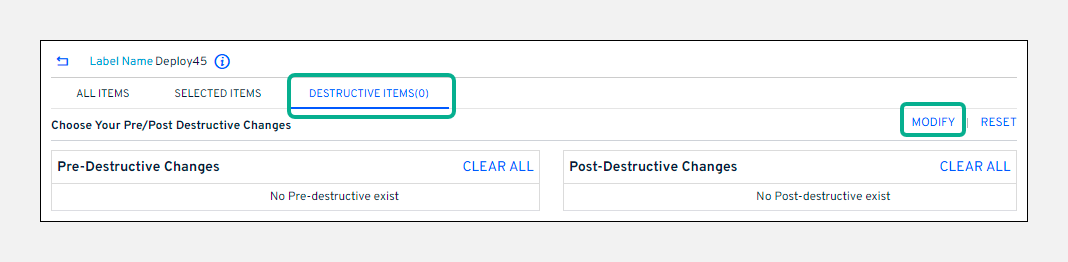 Label Name Deploy45
ALL ITEMS SELECTED ITEMS DESTRUCTIVE ITEMS(0)
Choose Your Pre/Post Destructive Changes MODIFY | RESET
Pre-Destructive Changes CLEAR ALL
No Pre-destructive exist
Post-Destructive Changes CLEAR ALL
No Post-destructive exist